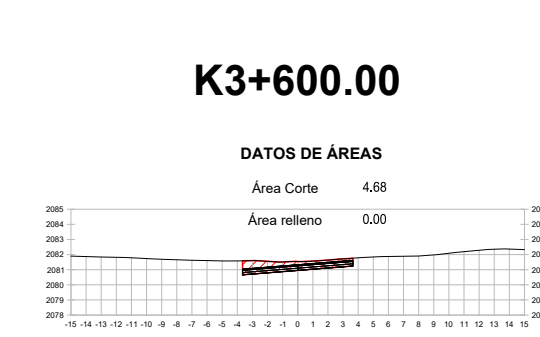 K3+600.00
DATOS DE ÁREAS
Área Corte 4.68
Área relleno 0.00
2085
2084
2083
2082
2081
2080
2079
2078
-15 -14 -13 -12 -11 -10 -9 -8 -7 -6 -5 -4 -3 -2 -1 0 1 2 3 4 5 6 7 8 9 10 11 12 13 14 15